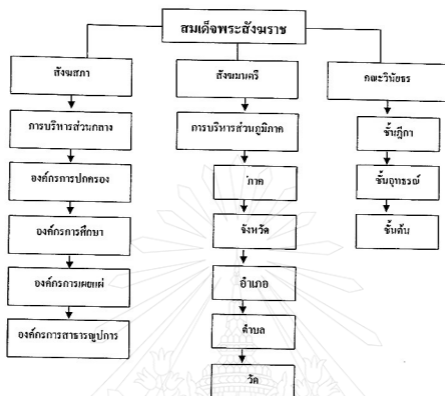 สมเด็จพระสังฆราช
สังฆสภา
สังฆมนตรี
คณะวินัยธร
การบริหารส่วนกลาง
การบริหารส่วนภูมิภาค
ชั้นฎีกา
องค์กรการปกครอง
ภาค
ชั้นอุทธรณ์
องค์กรการศึกษา
จังหวัด
ชั้นต้น
องค์กรการเผยแผ่
อำเภอ
องค์กรการสาธารณูปการ
ตำบล
วัด